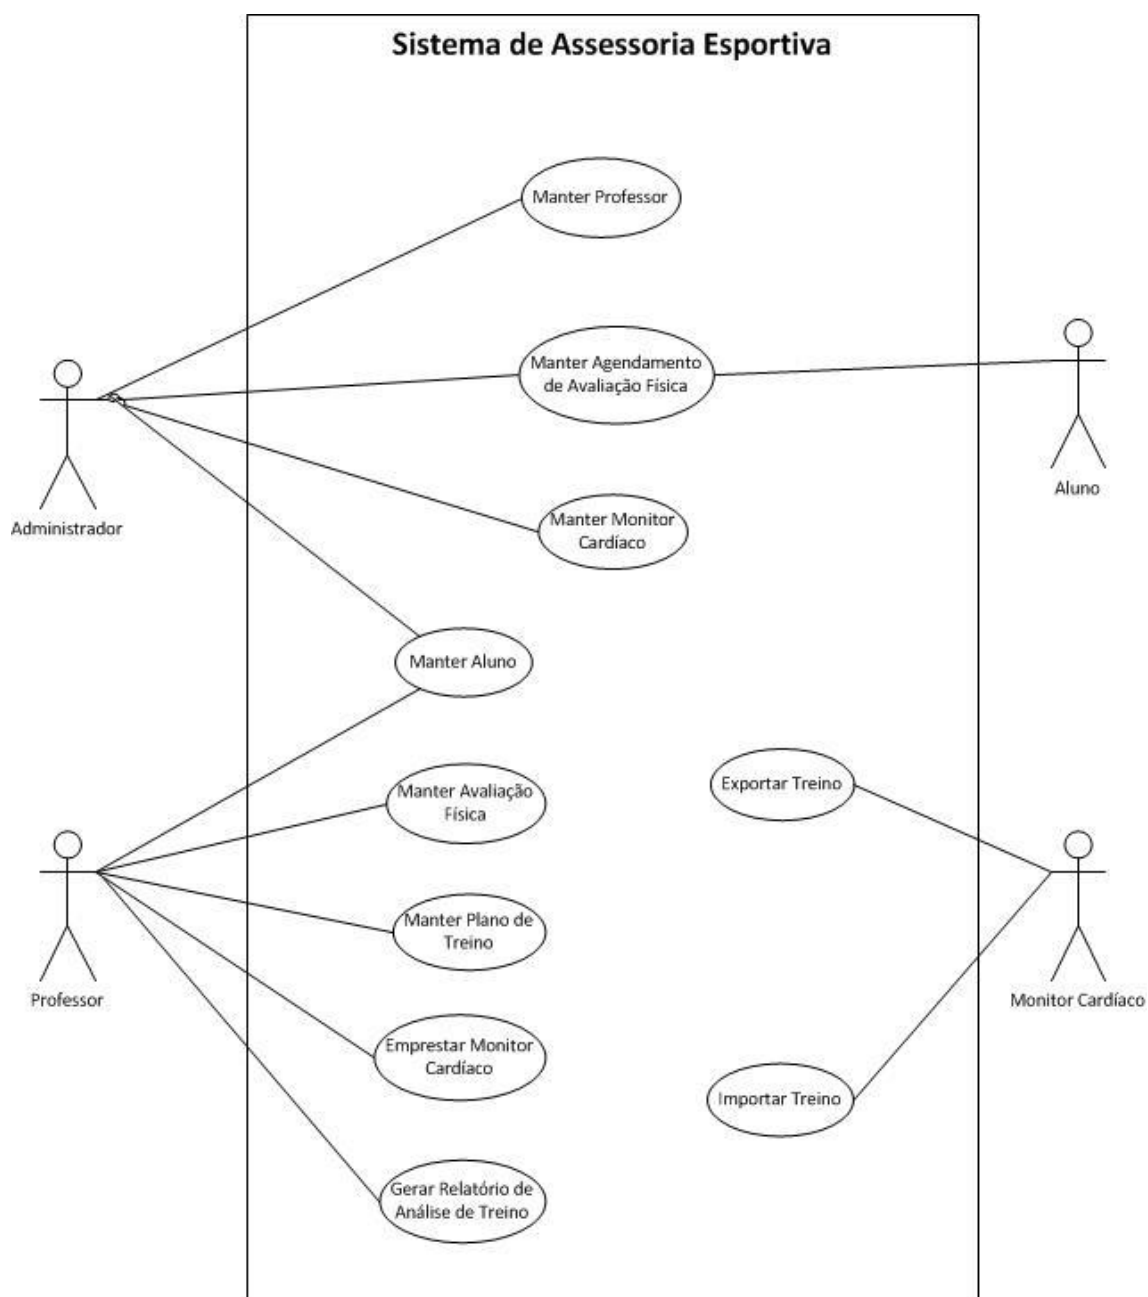 Sistema de Assessoria Esportiva
Manter Professor
Manter Agendamento
de Avaliação Física
Aluno
Administrador
Manter Monitor
Cardíaco
Manter Aluno
Manter Avaliação
Física
Exportar Treino
Manter Plano de
Treino
Professor
Monitor Cardíaco
Emprestar Monitor
Cardíaco
Importar Treino
Gerar Relatório de
Análise de Treino